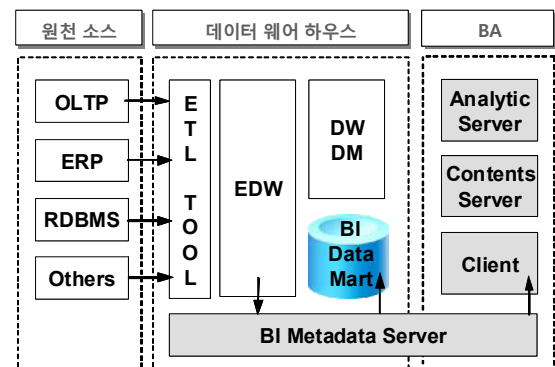 원천 소스
데이터 웨어 하우스
BA
OLTP
ERP
RDBMS
Others
E
T
L
T
O
O
L
EDW
DW
DM
BI
Data
Mart
Analytic
Server
Contents
Server
Client
BI Metadata Server